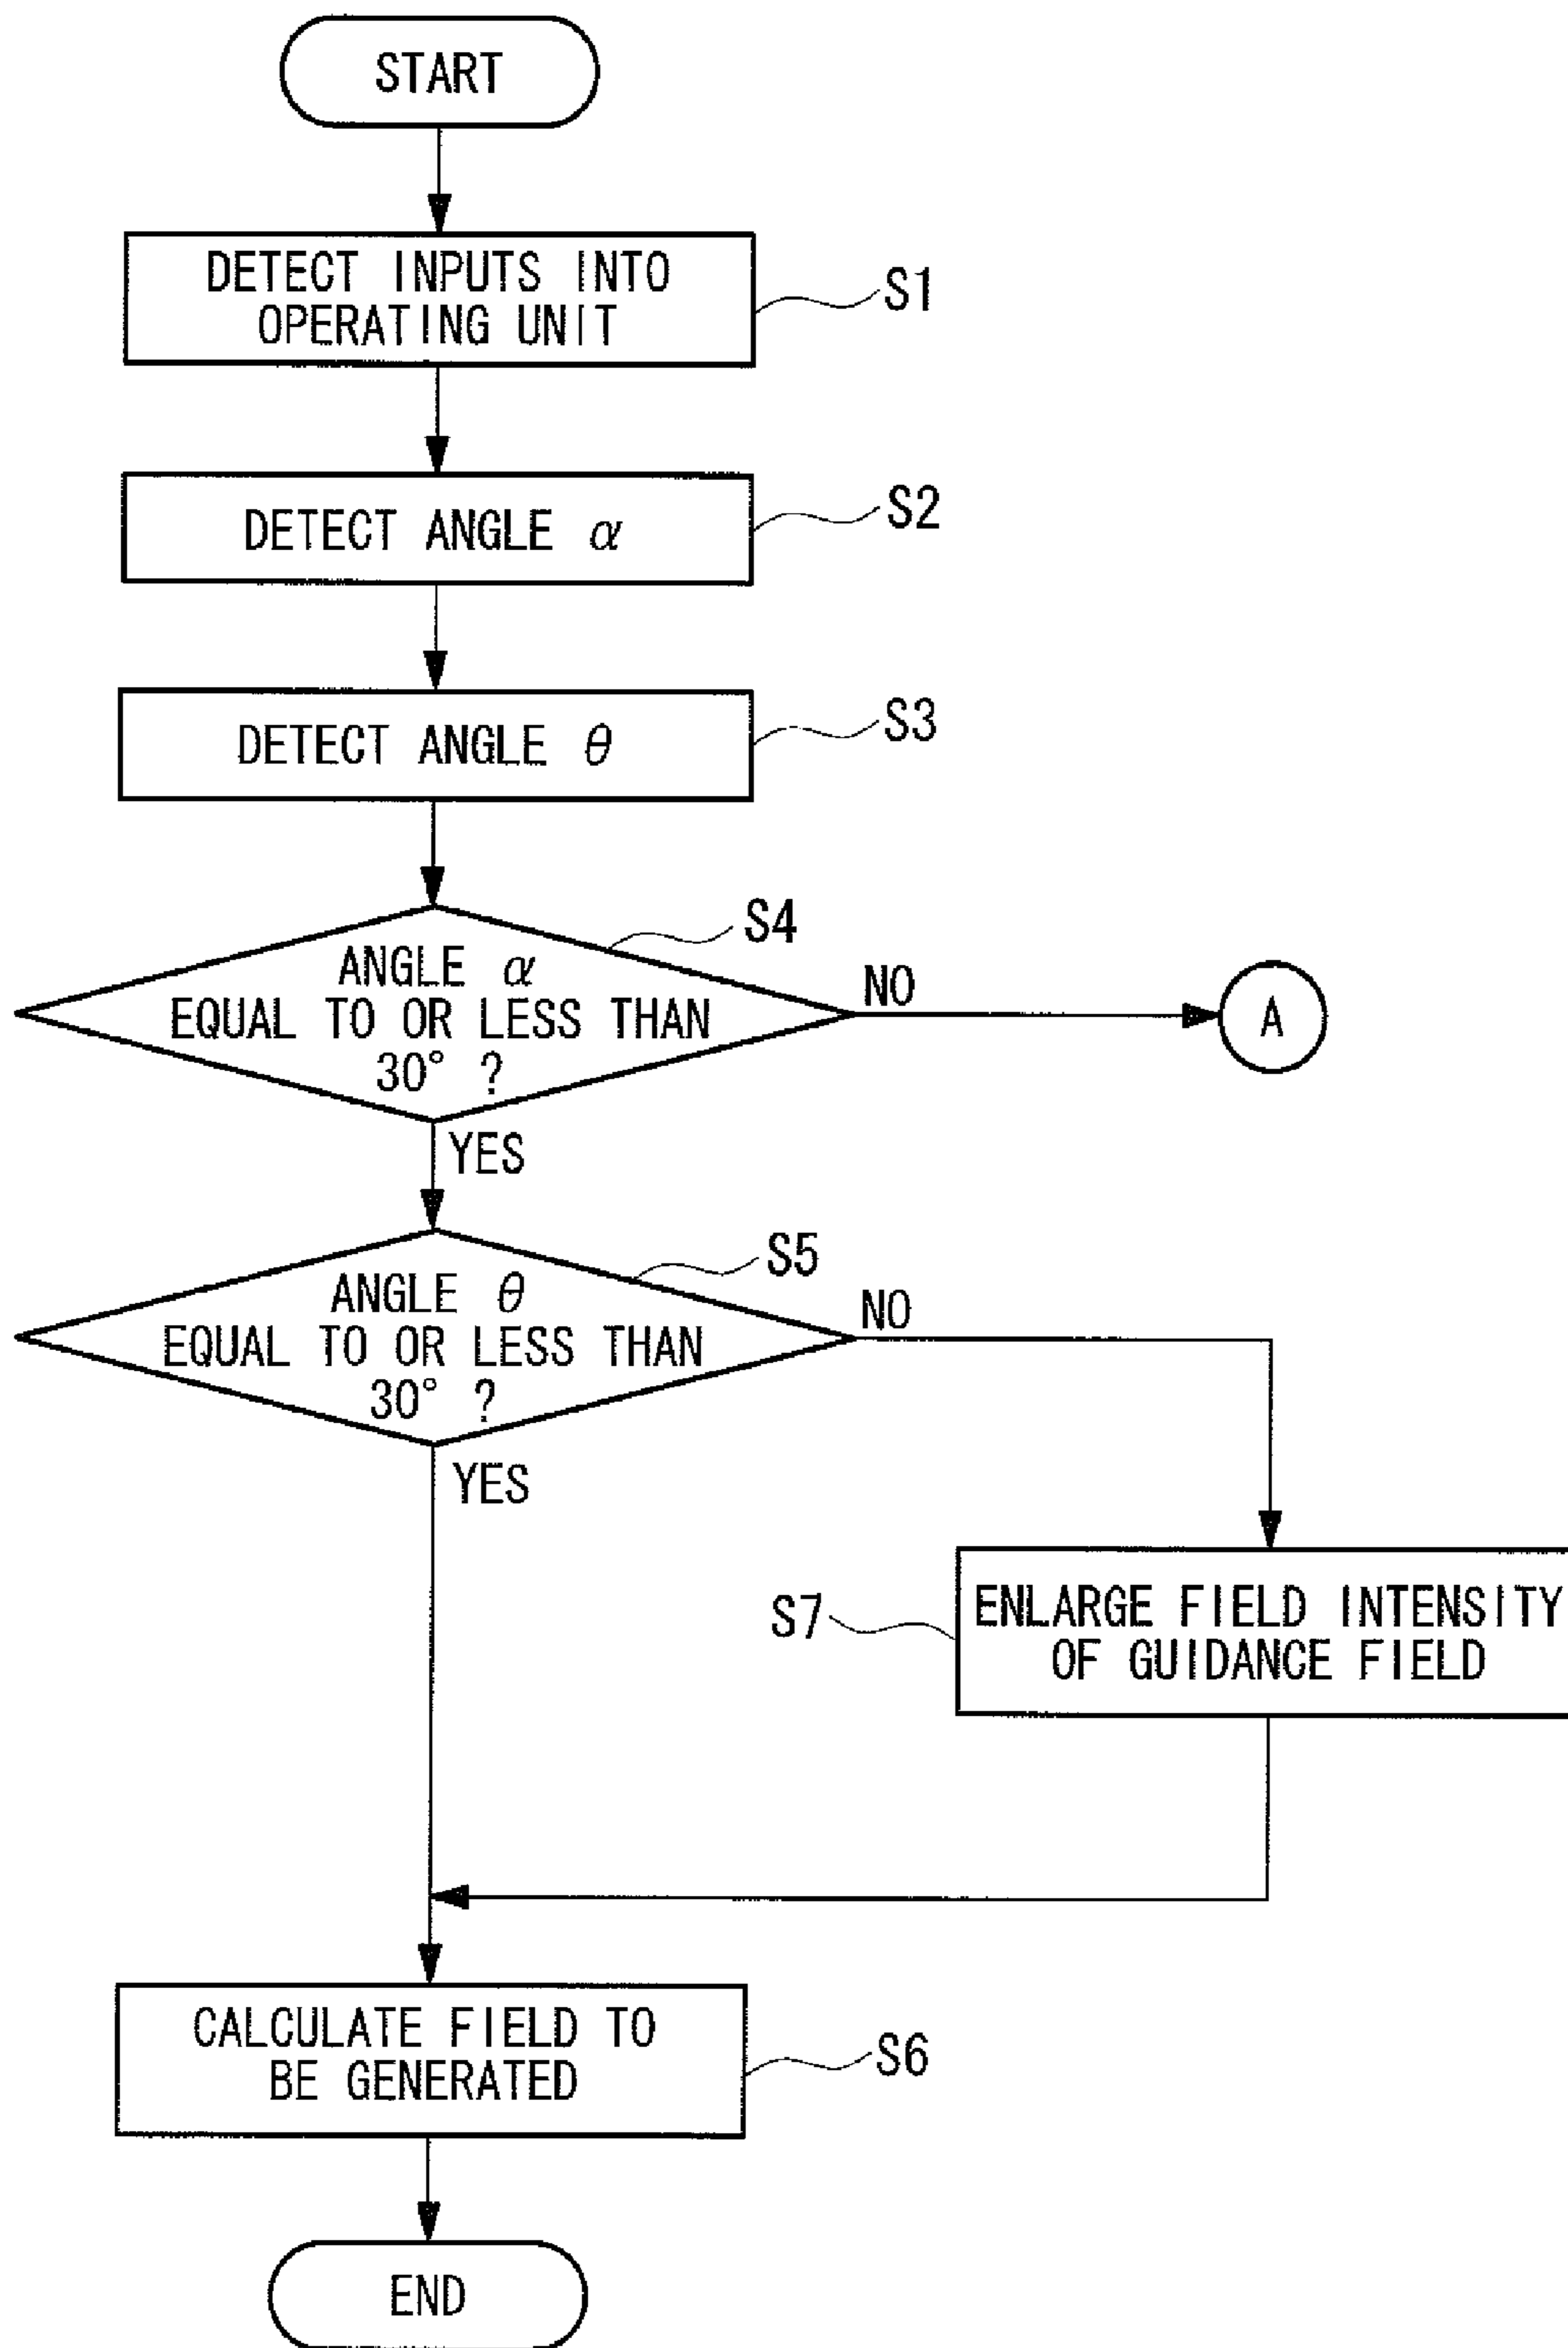 START
DETECT INPUTS INTO
OPERATING UNIT
S1
DETECT ANGLE α
S2
DETECT ANGLE θ
S3
S4
ANGLE α
EQUAL TO OR LESS THAN
30° ?
NO
A
YES
S5
ANGLE θ
EQUAL TO OR LESS THAN
30° ?
NO
YES
S7
ENLARGE FIELD INTENSITY
OF GUIDANCE FIELD
CALCULATE FIELD TO
BE GENERATED
S6
END